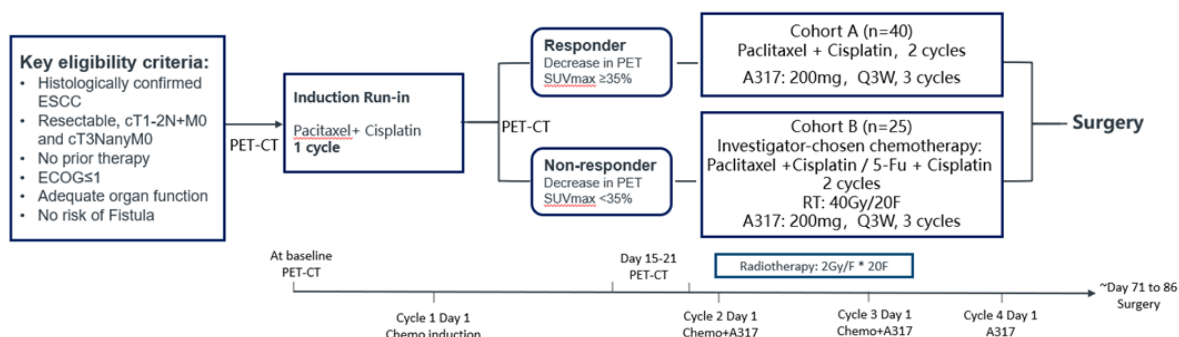 Key eligibility criteria:
• Histologically confirmed
ESCC
• Resectable, cT1-2N+M0
and cT3NanyM0
• No prior therapy
• ECOG≤1
• Adequate organ function
• No risk of Fistula
PET-CT
Induction Run-in
Pacitaxel+ Cisplatin
1 cycle
PET-CT
Responder
Decrease in PET
SUVmax ≥35%
Non-responder
Decrease in PET
SUVmax <35%
Cohort A (n=40)
Paclitaxel + Cisplatin, 2 cycles
A317: 200mg, Q3W, 3 cycles
Cohort B (n=25)
Investigator-chosen chemotherapy:
Paclitaxel +Cisplatin / 5-Fu + Cisplatin
2 cycles
RT: 40Gy/20F
A317: 200mg, Q3W, 3 cycles
Surgery
At baseline
PET-CT
Day 15-21
PET-CT
Radiotherapy: 2Gy/F * 20F
~Day 71 to 86
Surgery
Cycle 1 Day 1
Chemo induction
Cycle 2 Day 1
Chemo+A317
Cycle 3 Day 1
Chemo+A317
Cycle 4 Day 1
A317